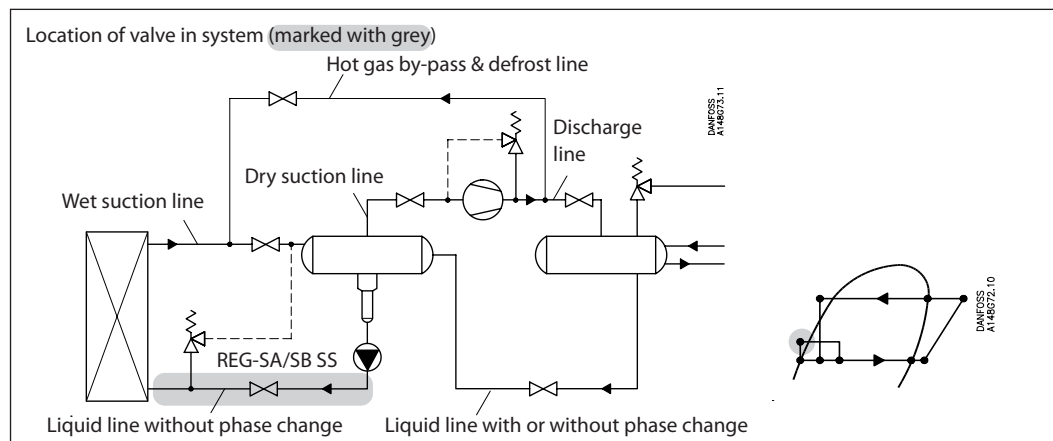 Location of valve in system (marked with grey)
Hot gas by-pass & defrost line
DANFOSS
A14BG73.11
Discharge
line
Dry suction line
Wet suction line
REG-SA/SB SS
DANFOSS
A14BG72.10
Liquid line without phase change
Liquid line with or without phase change